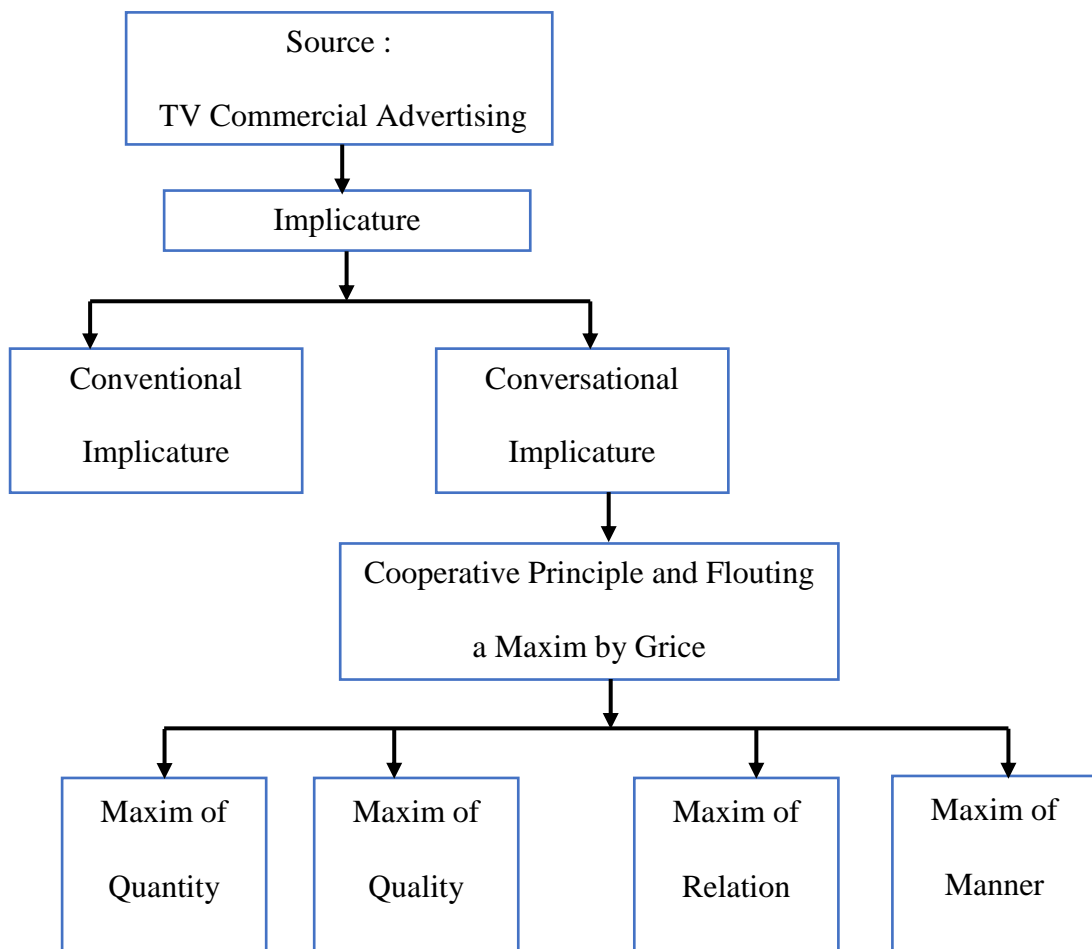 Source :
TV Commercial Advertising
Implicature
Conventional
Implicature
Conversational
Implicature
Cooperative Principle and Flouting
a Maxim by Grice
Maxim of
Quantity
Maxim of
Quality
Maxim of
Relation
Maxim of
Manner